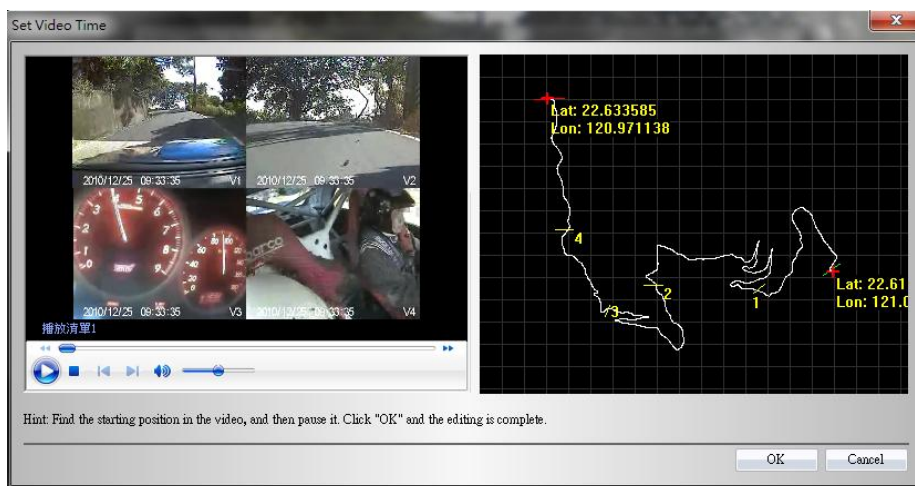 Set Video Time
2010/12/25 09:33:35 V1
2010/12/25 09:33:35 V2
2010/12/25 09:33:35 V3
2010/12/25 09:33:35 V4
播放清單1
Lat: 22.633585
Lon: 120.971138
4
3
2
1
Lat: 22.61
Lon: 121.0
Hint: Find the starting position in the video, and then pause it. Click "OK" and the editing is complete.
OK
Cancel